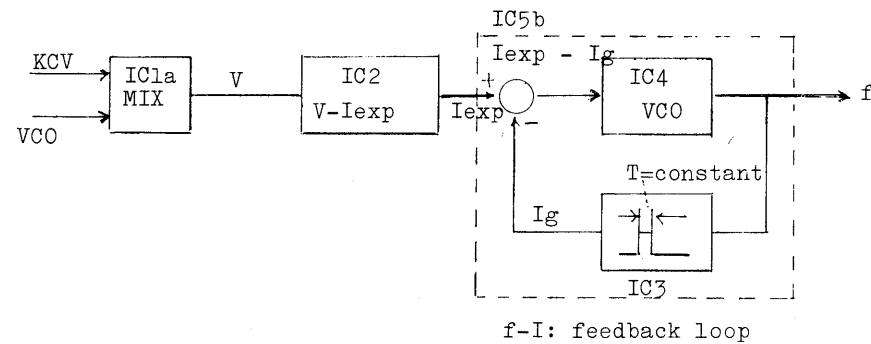 IC5b
KCV
IC1a
MIX
VCO
V
IC2
V-Iexp
Iexp - Ig
+
Iexp
-
IC4
VCO
f
T=constant
Ig
IC3
f-I: feedback loop